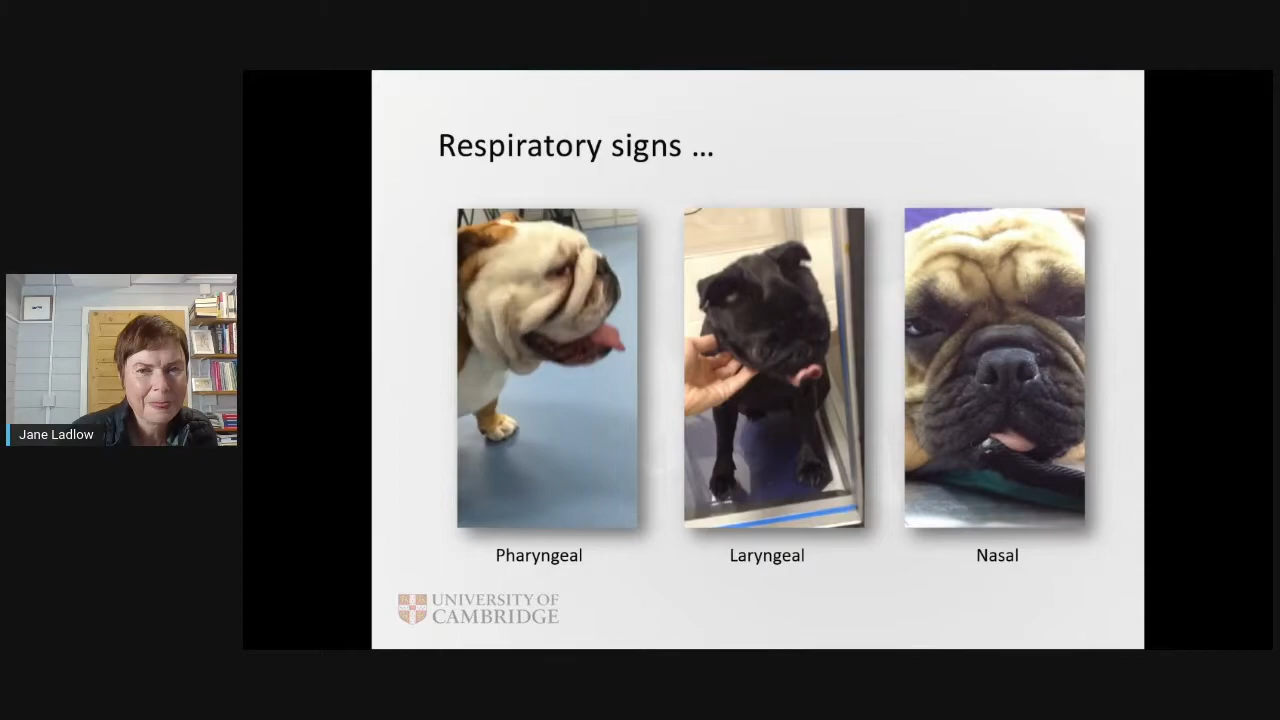 Respiratory signs ...
Jane Ladlow
Pharyngeal
Laryngeal
Nasal
UNIVERSITY OF
CAMBRIDGE